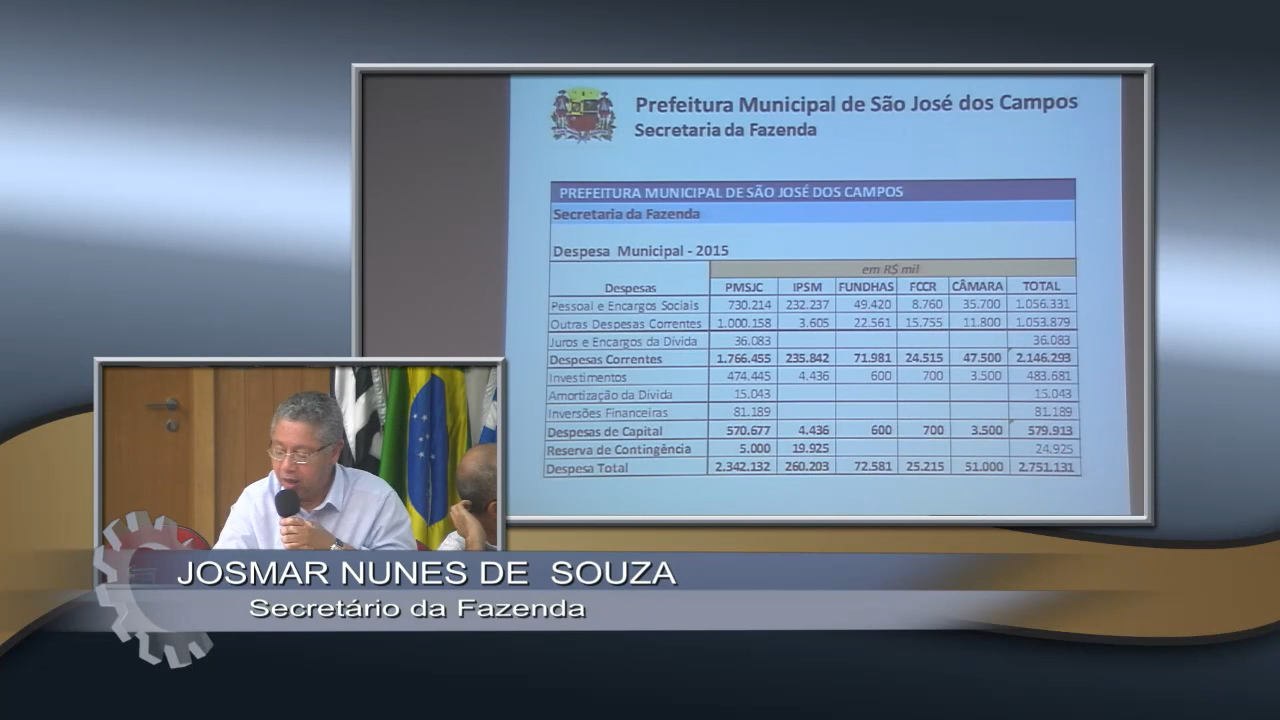 Prefeitura Municipal de São José dos Campos
Secretaria da Fazenda
PREFEITURA MUNICIPAL DE SÃO JOSÉ DOS CAMPOS
Secretaria da Fazenda
Despesa Municipal - 2015
em R$ mil
Despesas PMSJC IPSM FUNDHAS FCCR CÂMARA TOTAL
Pessoal e Encargos Sociais 730.214 232.237 49.420 8.760 35.700 1.056.331
Outras Despesas Correntes 1.000.158 3.605 22.561 15.755 11.800 1.053.879
Juros e Encargos da Dívida 36.083 36.083
Despesas Correntes 1.766.455 235.842 71.981 24.515 47.500 2.146.293
Investimentos 474.445 4.436 600 700 3.500 483.681
Amortização da Dívida 15.043 15.043
Inversões Financeiras 81.189 81.189
Despesas de Capital 570.677 4.436 600 700 3.500 579.913
Reserva de Contingência 5.000 19.925 24.925
Despesa Total 2.342.132 260.203 72.581 25.215 51.000 2.751.131
JOSMAR NUNES DE SOUZA
Secretário da Fazenda